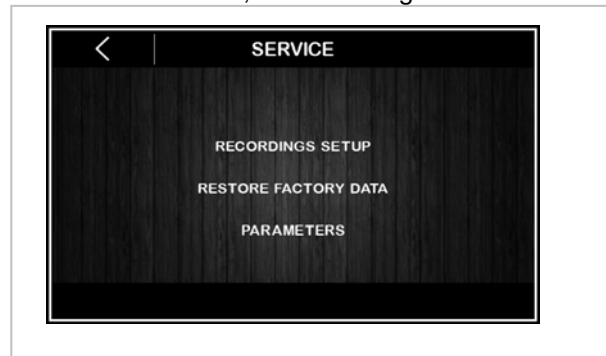 SERVICE
RECORDINGS SETUP
RESTORE FACTORY DATA
PARAMETERS